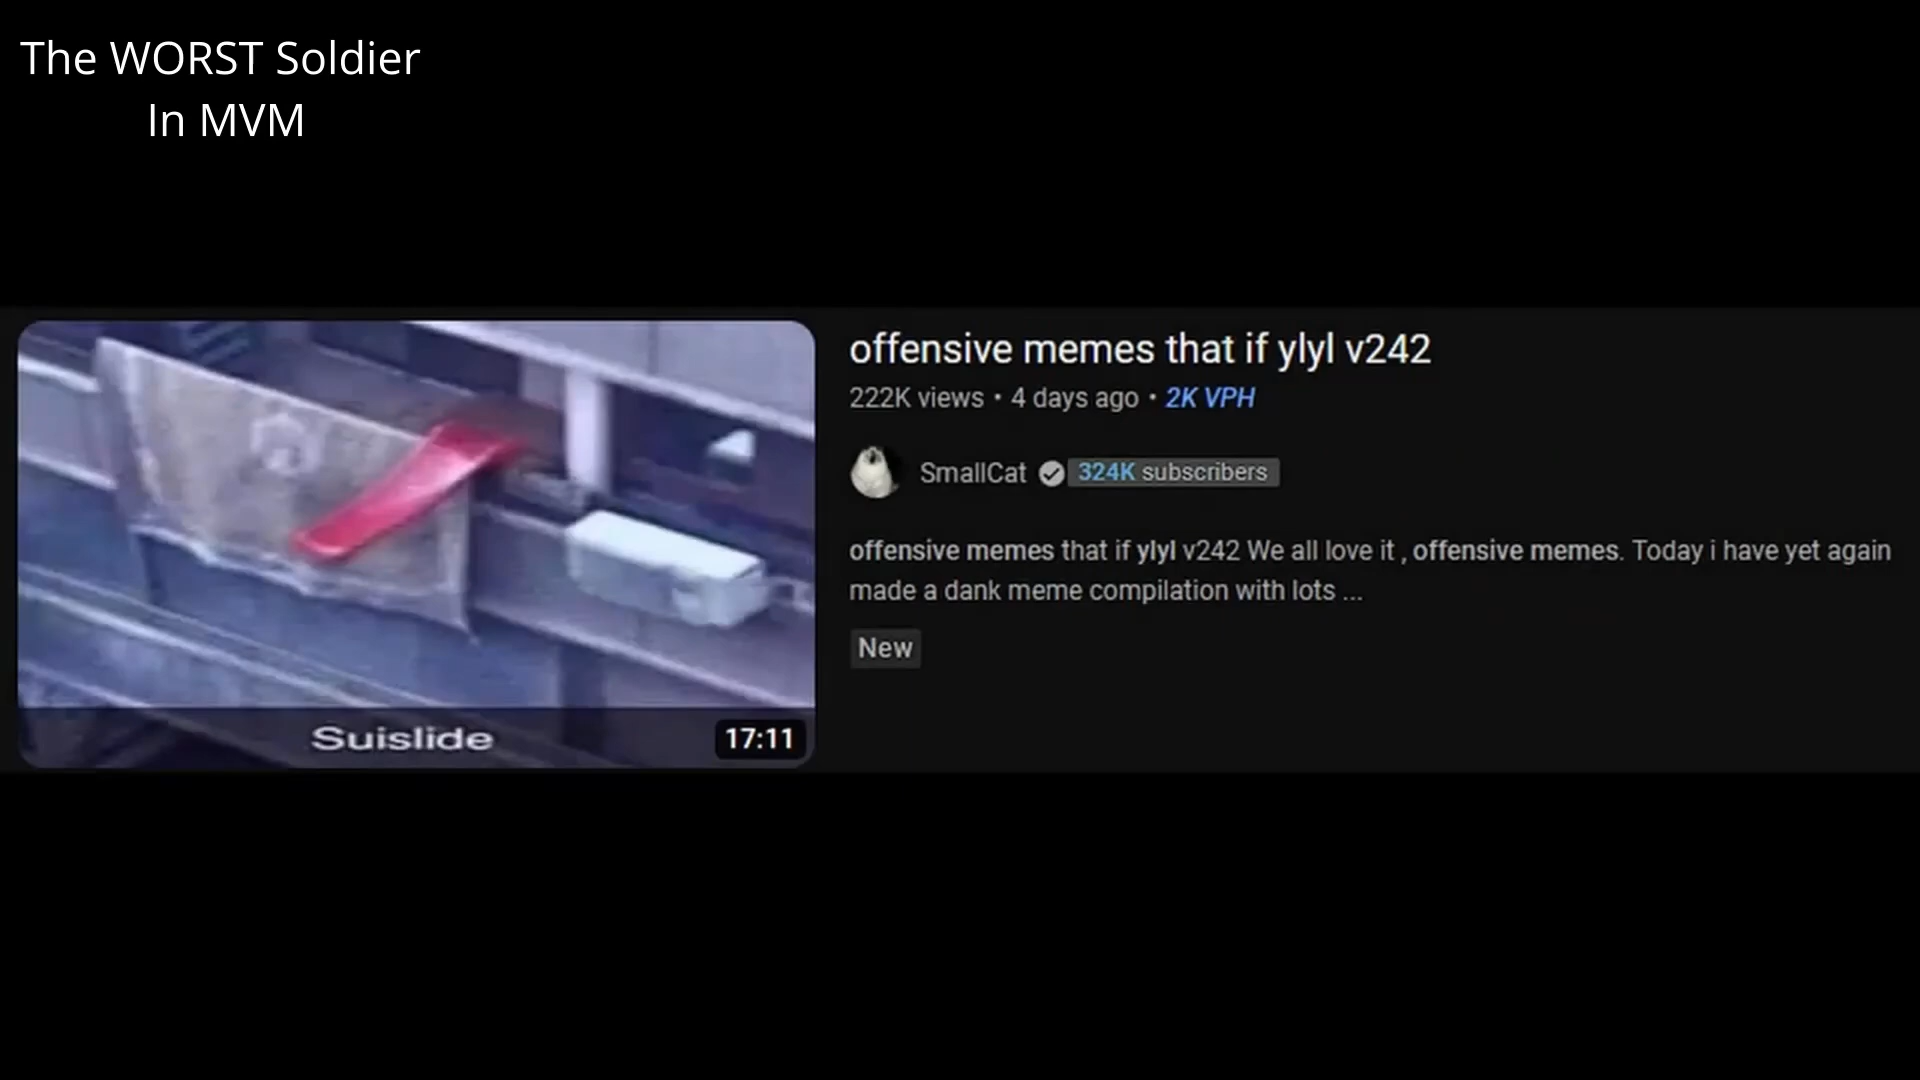 The WORST Soldier
In MVM
offensive memes that if ylyl v242
222K views • 4 days ago • 2K VPH
SmallCat 324K subscribers
offensive memes that if ylyl v242 We all love it , offensive memes. Today i have yet again
made a dank meme compilation with lots ...
New
Suislide
17:11